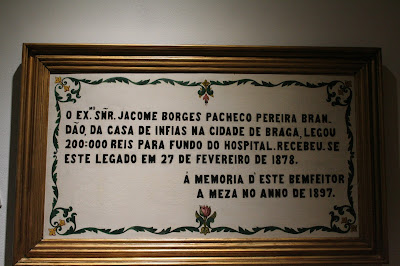 O EX.MO SÑR. JACOME BORGES PACHECO PEREIRA BRAN.
DÃO, DA CASA DE INFIAS NA CIDADE DE BRAGA, LEGOU
200:000 REIS PARA FUNDO DO HOSPITAL. RECEBEU.SE
ESTE LEGADO EM 27 DE FEVEREIRO DE 1878.
Á MEMORIA D'ESTE BEMFEITOR
A MEZA NO ANNO DE 1897.